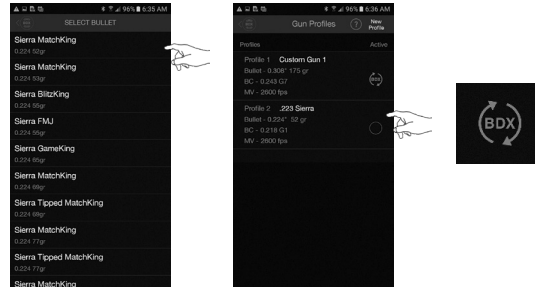 96% 6:35 AM
SELECT BULLET
Sierra MatchKing
0.224 52gr
Sierra MatchKing
0.224 53gr
Sierra BlitzKing
0.224 55gr
Sierra FMJ
0.224 55gr
Sierra GameKing
0.224 65gr
Sierra MatchKing
0.224 69gr
Sierra Tipped MatchKing
0.224 69gr
Sierra MatchKing
0.224 77gr
Sierra Tipped MatchKing
0.224 77gr
Sierra MatchKing
96% 6:36 AM
Gun Profiles ? New Profile
Profiles Active
Profile 1 Custom Gun 1
Bullet - 0.308" 175 gr
BC - 0.243 G7
MV - 2600 fps
BDX
Profile 2 .223 Sierra
Bullet - 0.224" 52 gr
BC - 0.218 G1
MV - 2600 fps
BDX